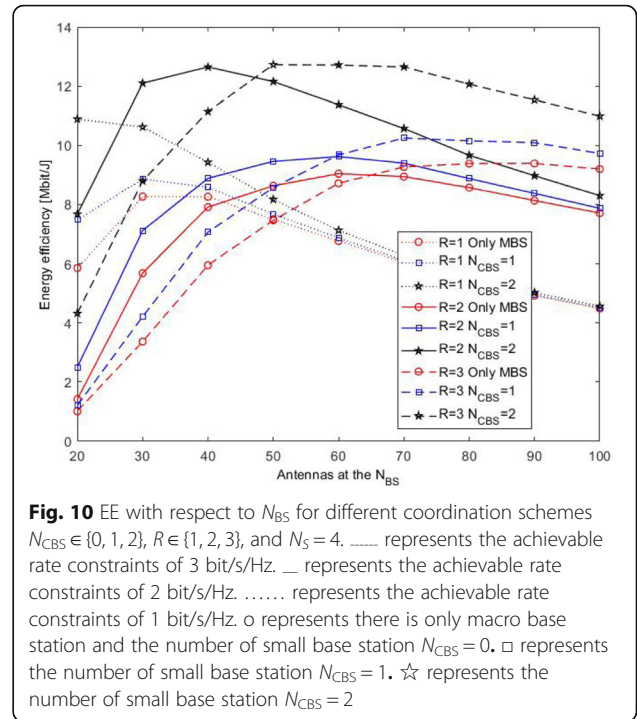 14
12
10
8
6
4
2
0
Energy efficiency [Mbit/J]
R=1 Only MBS
R=1 N_CBS=1
R=1 N_CBS=2
R=2 Only MBS
R=2 N_CBS=1
R=2 N_CBS=2
R=3 Only MBS
R=3 N_CBS=1
R=3 N_CBS=2
20 30 40 50 60 70 80 90 100
Antennas at the N_BS
Fig. 10 EE with respect to N_BS for different coordination schemes
N_CBS ∈ {0, 1, 2}, R ∈ {1, 2, 3}, and N_S = 4. ...... represents the achievable
rate constraints of 3 bit/s/Hz. __ represents the achievable rate
constraints of 2 bit/s/Hz. ...... represents the achievable rate
constraints of 1 bit/s/Hz. o represents there is only macro base
station and the number of small base station N_CBS = 0. □ represents
the number of small base station N_CBS = 1. ☆ represents the
number of small base station N_CBS = 2